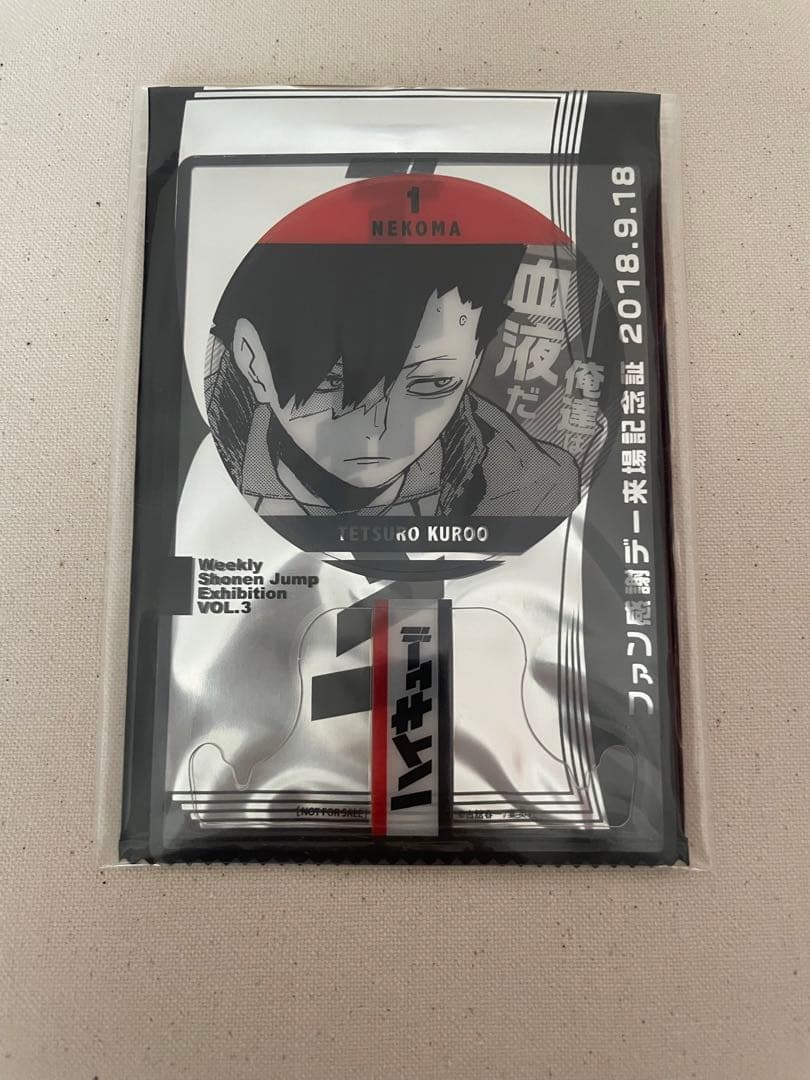 1
NEKOMA
俺達は
血液だ
TETSURO KUROO
Weekly
Shonen Jump
Exhibition
VOL.3
ハイキュー!!
ファン感謝デー来場記念証 2018.9.18
[NOT FOR SALE]